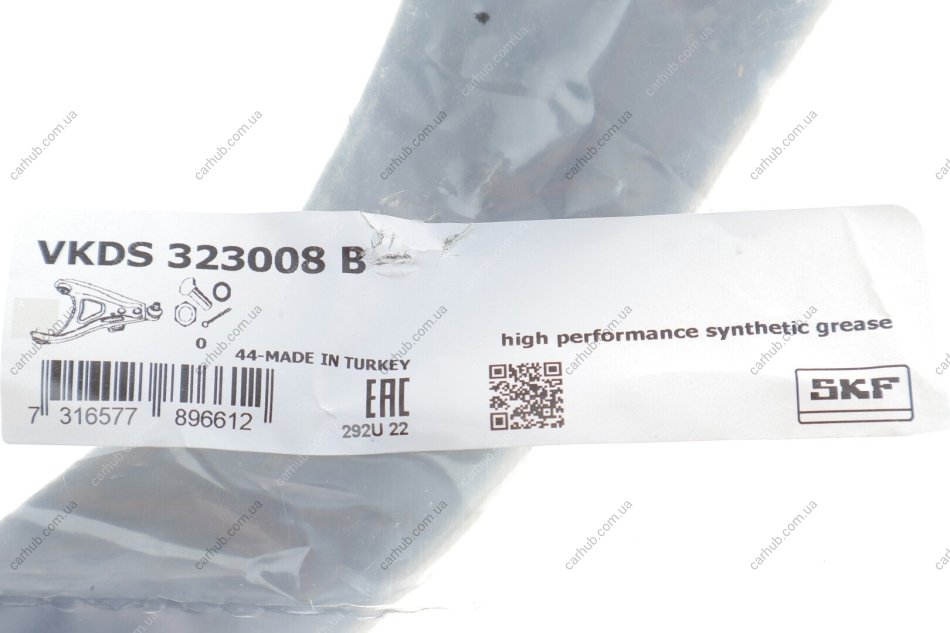 VKDS 323008 B
0
44-MADE IN TURKEY
7 316577 896612
EAC
292U 22
high performance synthetic grease
SKF
carhub.com.ua